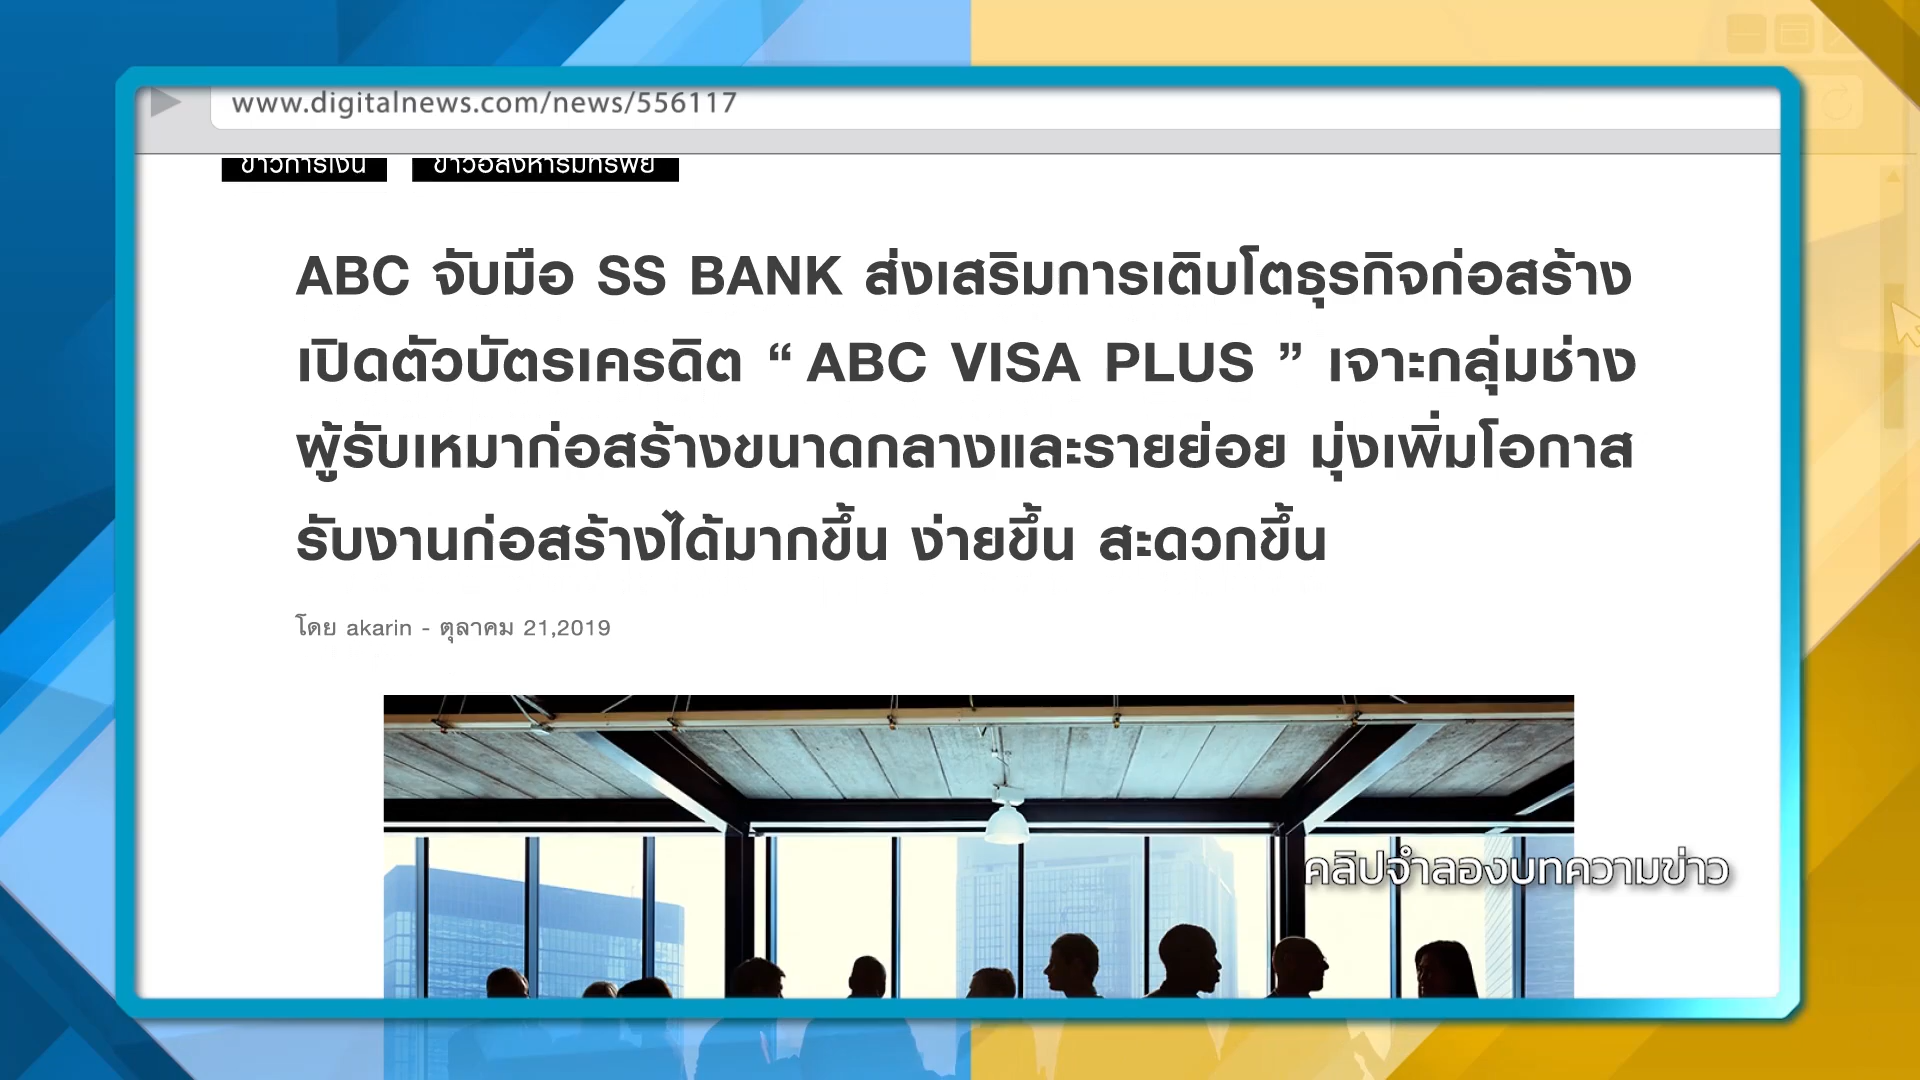 www.digitalnews.com/news/556117
ข่าวการเงิน ข่าวอสังหาริมทรัพย์
ABC จับมือ SS BANK ส่งเสริมการเติบโตธุรกิจก่อสร้าง
เปิดตัวบัตรเครดิต “ ABC VISA PLUS ” เจาะกลุ่มช่าง
ผู้รับเหมาก่อสร้างขนาดกลางและรายย่อย มุ่งเพิ่มโอกาส
รับงานก่อสร้างได้มากขึ้น ง่ายขึ้น สะดวกขึ้น
โดย akarin - ตุลาคม 21,2019
คลิปจำลองบทความข่าว